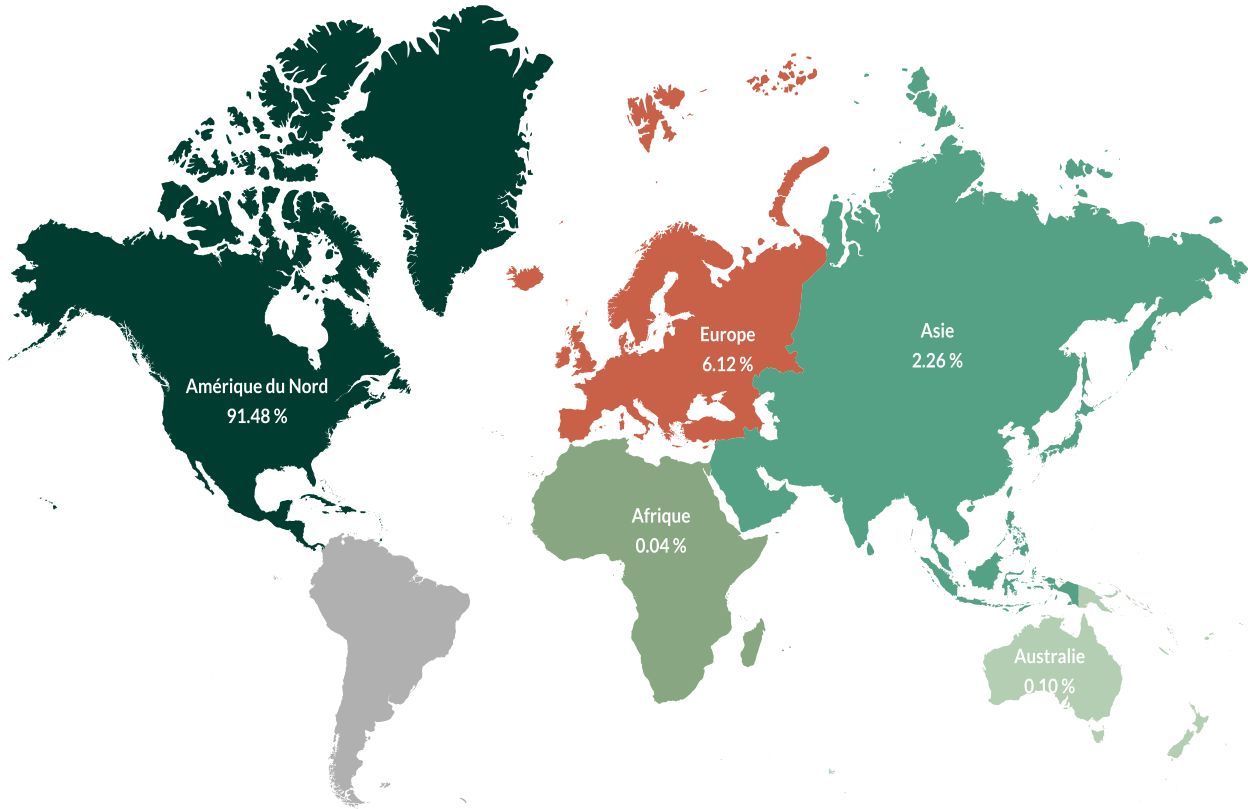 Europe
6.12 %
Asie
2.26 %
Amérique du Nord
91.48 %
Afrique
0.04 %
Australie
0.10 %